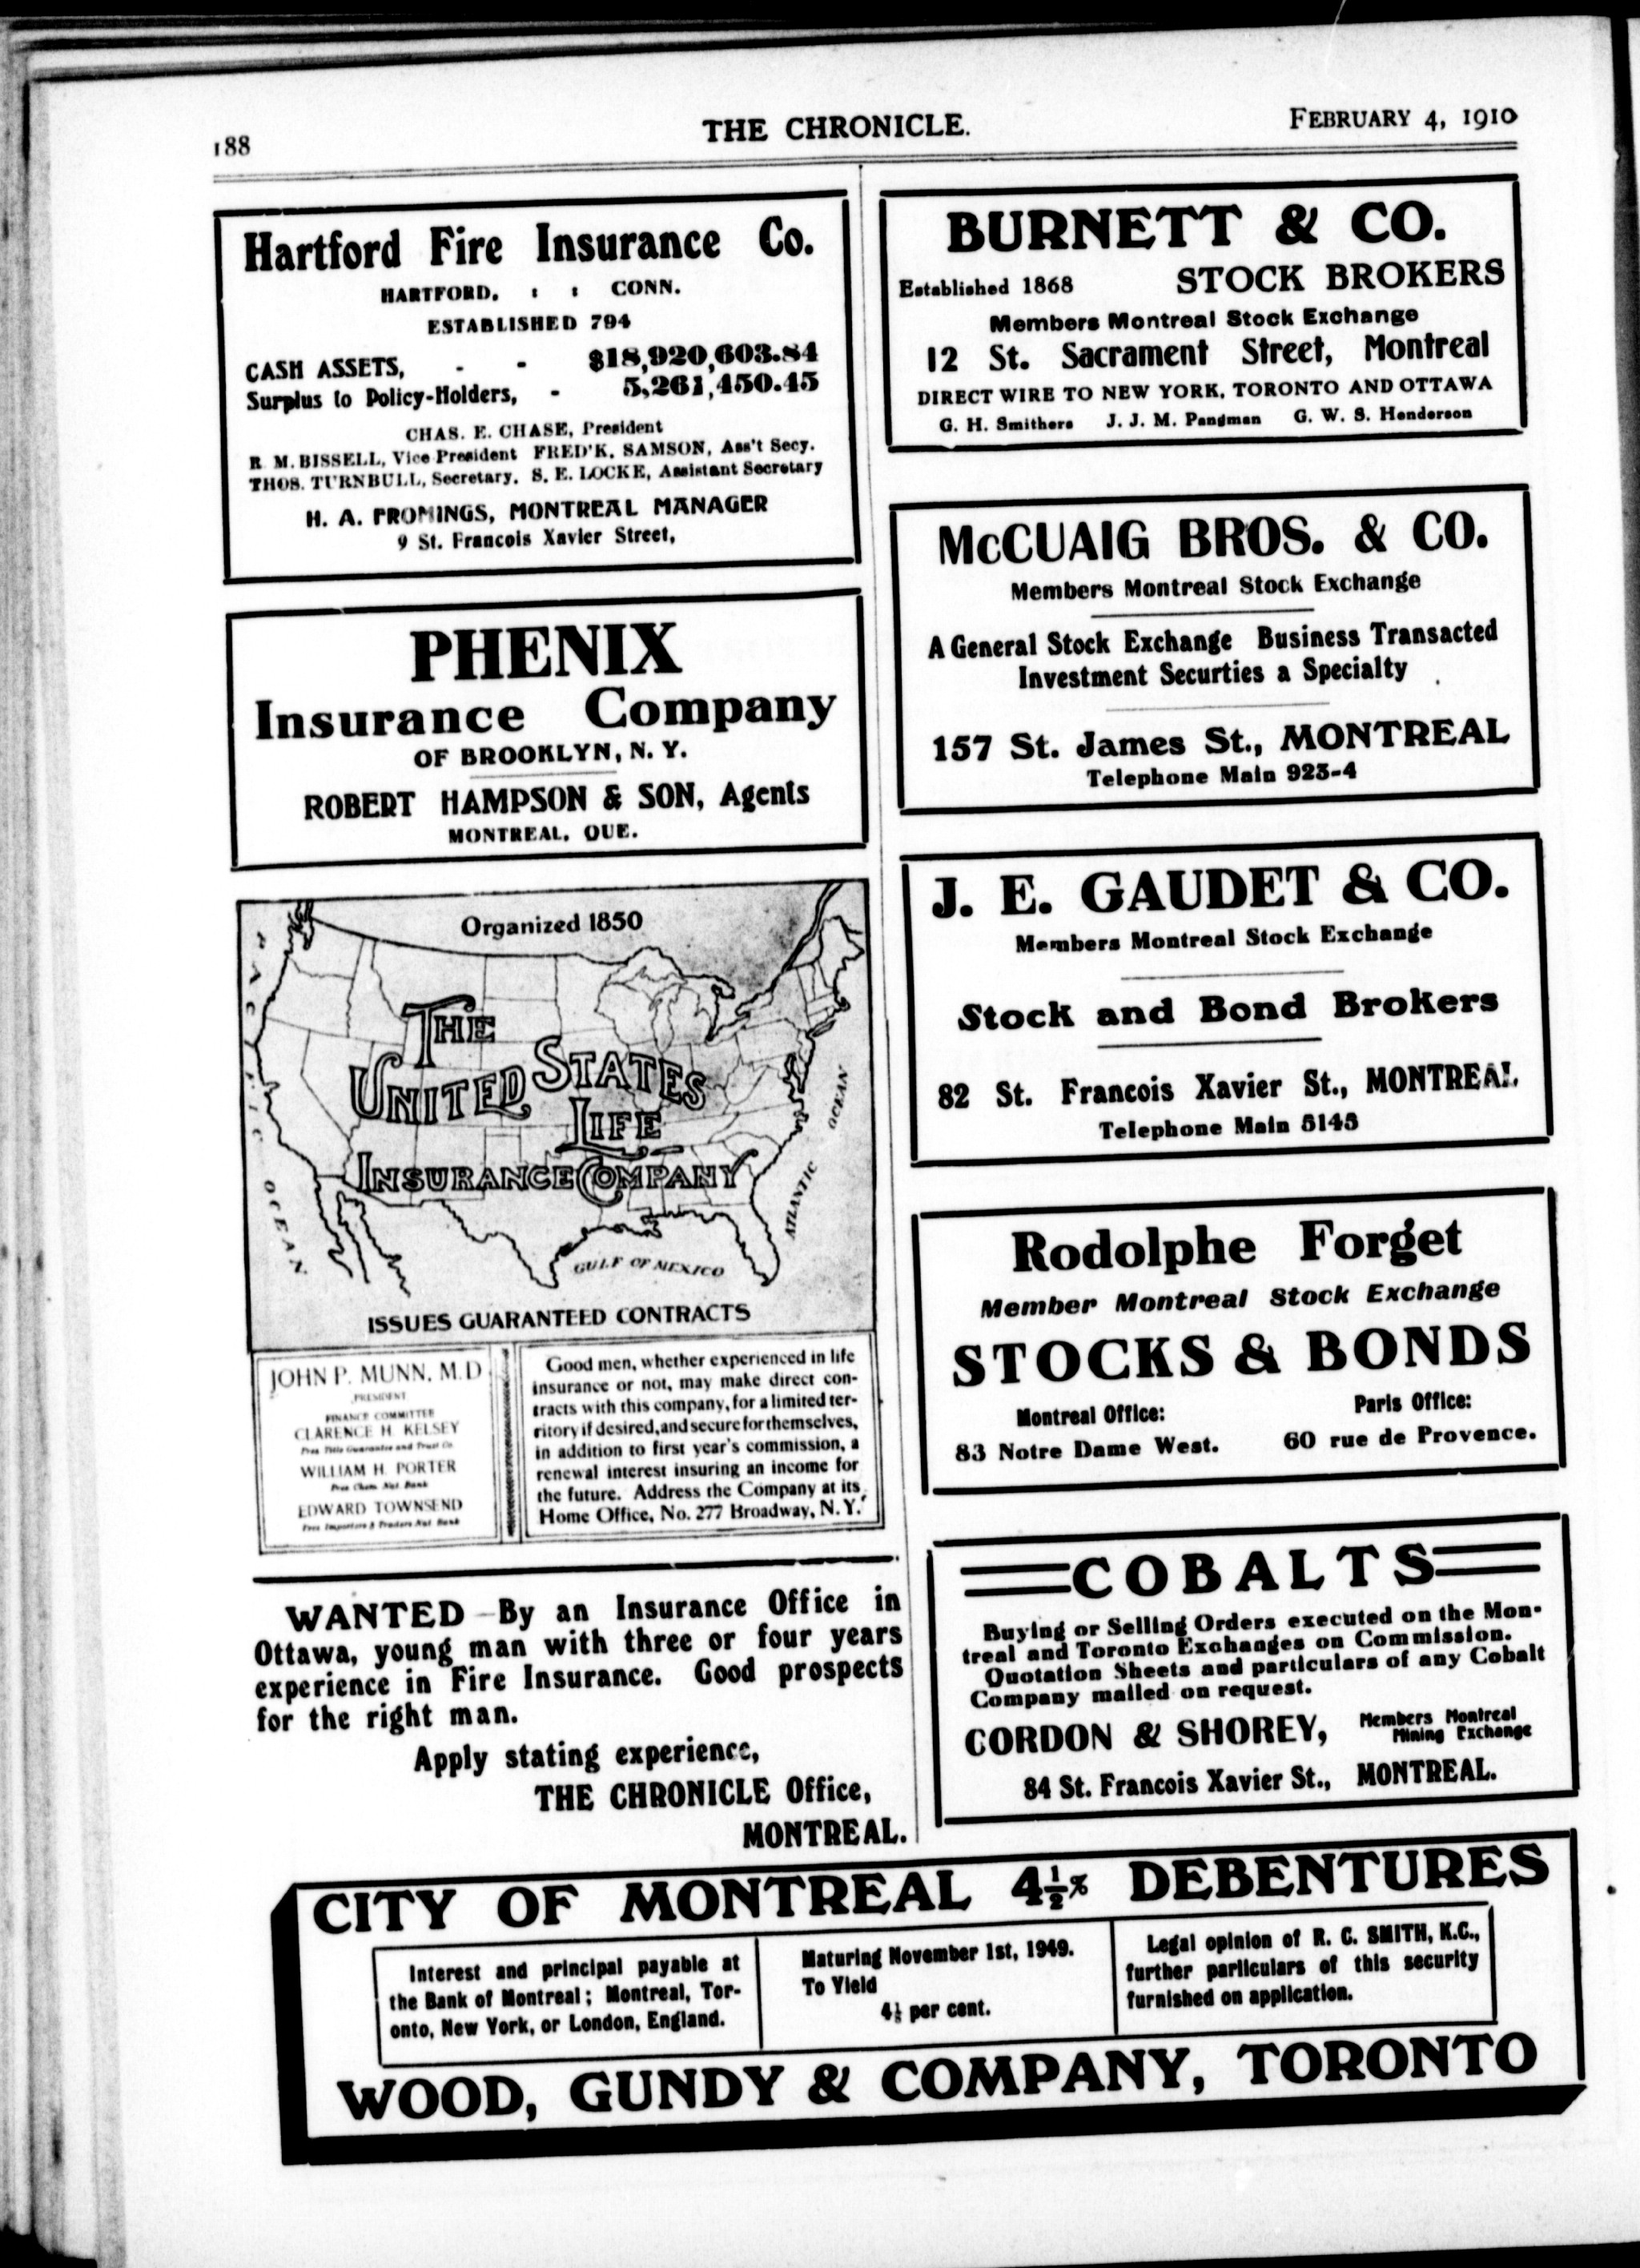 188
THE CHRONICLE.
FEBRUARY 4, 1910
Hartford Fire Insurance Co.
HARTFORD, : : CONN.
ESTABLISHED 794
CASH ASSETS, - - $18,920,603.84
Surplus to Policy-Holders, - 5,261,450.45
CHAS. E. CHASE, President
R. M. BISSELL, Vice President FRED'K. SAMSON, Ass't Secy.
THOS. TURNBULL, Secretary. S. E. LOCKE, Assistant Secretary
H. A. FROMINGS, MONTREAL MANAGER
9 St. Francois Xavier Street,
PHENIX
Insurance Company
OF BROOKLYN, N. Y.
ROBERT HAMPSON & SON, Agents
MONTREAL, QUE.
Organized 1850
THE
UNITED STATES
LIFE
INSURANCE COMPANY
PACIFIC OCEAN
ATLANTIC OCEAN
GULF OF MEXICO
ISSUES GUARANTEED CONTRACTS
JOHN P. MUNN, M.D
PRESIDENT
FINANCE COMMITTEE
CLARENCE H. KELSEY
Pres Title Guarantee and Trust Co
WILLIAM H. PORTER
Pres Chem. Nat Bank
EDWARD TOWNSEND
Pres Importers & Traders Nat Bank
Good men, whether experienced in life
insurance or not, may make direct con-
tracts with this company, for a limited ter-
ritory if desired, and secure for themselves,
in addition to first year's commission, a
renewal interest insuring an income for
the future. Address the Company at its
Home Office, No. 277 Broadway, N. Y.
WANTED—By an Insurance Office in
Ottawa, young man with three or four years
experience in Fire Insurance. Good prospects
for the right man.
Apply stating experience,
THE CHRONICLE Office,
MONTREAL.
BURNETT & CO.
Established 1868 STOCK BROKERS
Members Montreal Stock Exchange
12 St. Sacrament Street, Montreal
DIRECT WIRE TO NEW YORK, TORONTO AND OTTAWA
G. H. Smithers J. J. M. Pangman G. W. S. Henderson
McCUAIG BROS. & CO.
Members Montreal Stock Exchange
A General Stock Exchange Business Transacted
Investment Securties a Specialty
157 St. James St., MONTREAL
Telephone Main 923-4
J. E. GAUDET & CO.
Members Montreal Stock Exchange
Stock and Bond Brokers
82 St. Francois Xavier St., MONTREAL
Telephone Main 5145
Rodolphe Forget
Member Montreal Stock Exchange
STOCKS & BONDS
Montreal Office: Paris Office:
83 Notre Dame West. 60 rue de Provence.
COBALTS
Buying or Selling Orders executed on the Mon-
treal and Toronto Exchanges on Commission.
Quotation Sheets and particulars of any Cobalt
Company mailed on request.
CORDON & SHOREY, Members Montreal
Mining Exchange
84 St. Francois Xavier St., MONTREAL.
CITY OF MONTREAL 4½% DEBENTURES
Interest and principal payable at
the Bank of Montreal; Montreal, Tor-
onto, New York, or London, England.
Maturing November 1st, 1949.
To Yield
4¼ per cent.
Legal opinion of R. C. SMITH, K.C.,
further particulars of this security
furnished on application.
WOOD, GUNDY & COMPANY, TORONTO